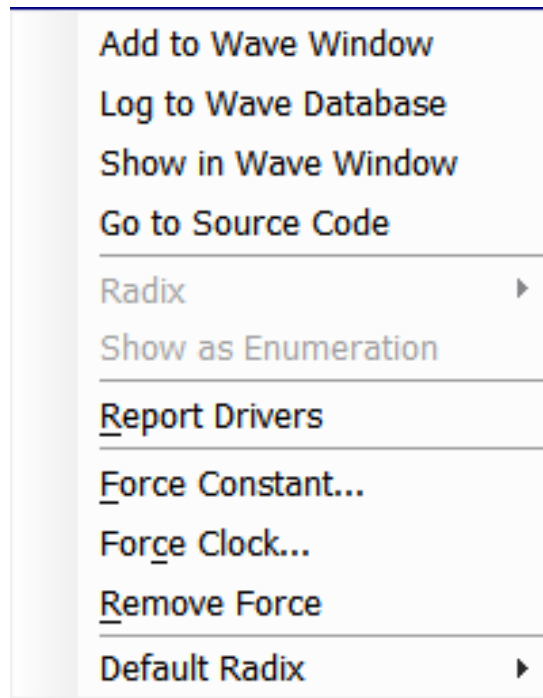 Add to Wave Window
Log to Wave Database
Show in Wave Window
Go to Source Code
Radix
Show as Enumeration
Report Drivers
Force Constant...
Force Clock...
Remove Force
Default Radix